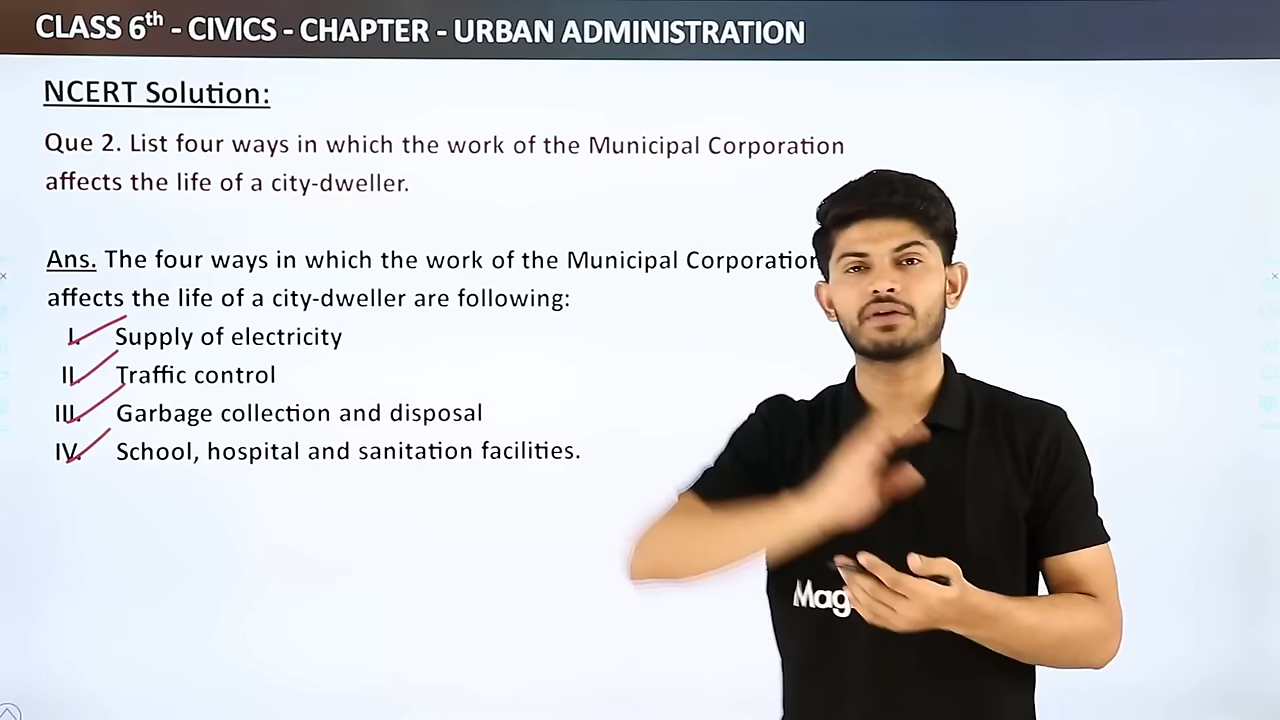 CLASS 6th - CIVICS - CHAPTER - URBAN ADMINISTRATION
NCERT Solution:
Que 2. List four ways in which the work of the Municipal Corporation
affects the life of a city-dweller.
Ans. The four ways in which the work of the Municipal Corporation
affects the life of a city-dweller are following:
I. Supply of electricity
II. Traffic control
III. Garbage collection and disposal
IV. School, hospital and sanitation facilities.
Mag